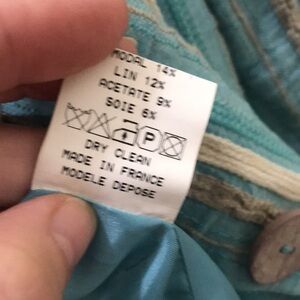 MODAL 14%
LIN 12%
ACETATE 9%
SOIE 6%
P
DRY CLEAN
MADE IN FRANCE
MODELE DEPOSE